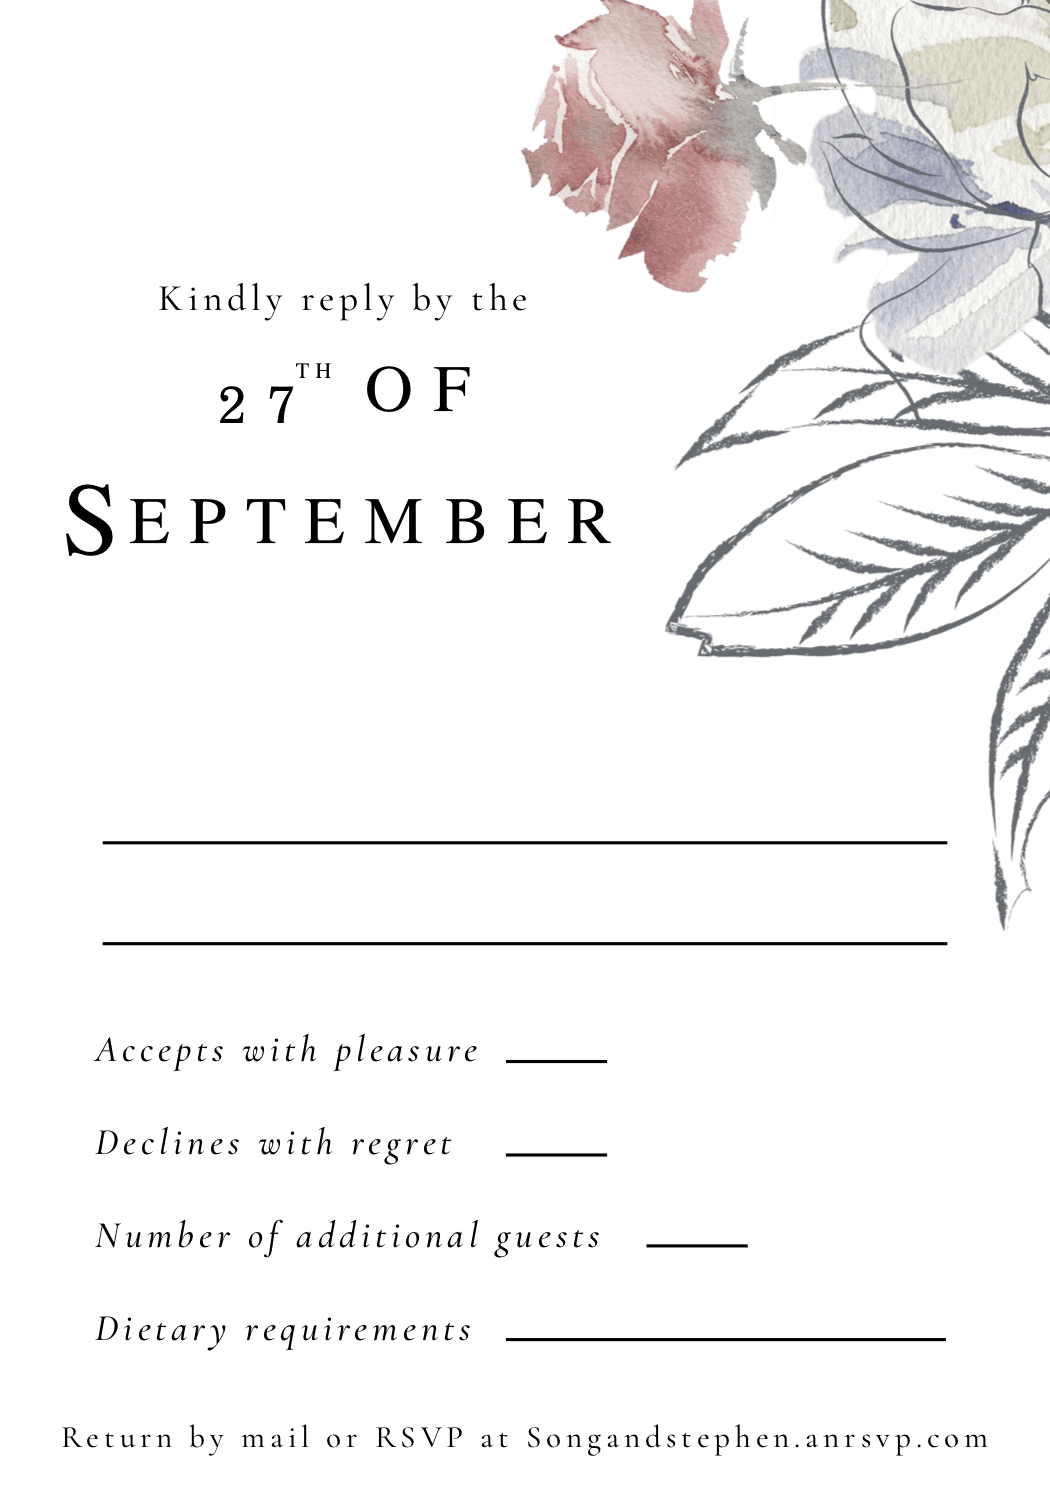 Kindly reply by the
27TH OF
SEPTEMBER
Accepts with pleasure
Declines with regret
Number of additional guests
Dietary requirements
Return by mail or RSVP at Songandstephen.anrsvp.com